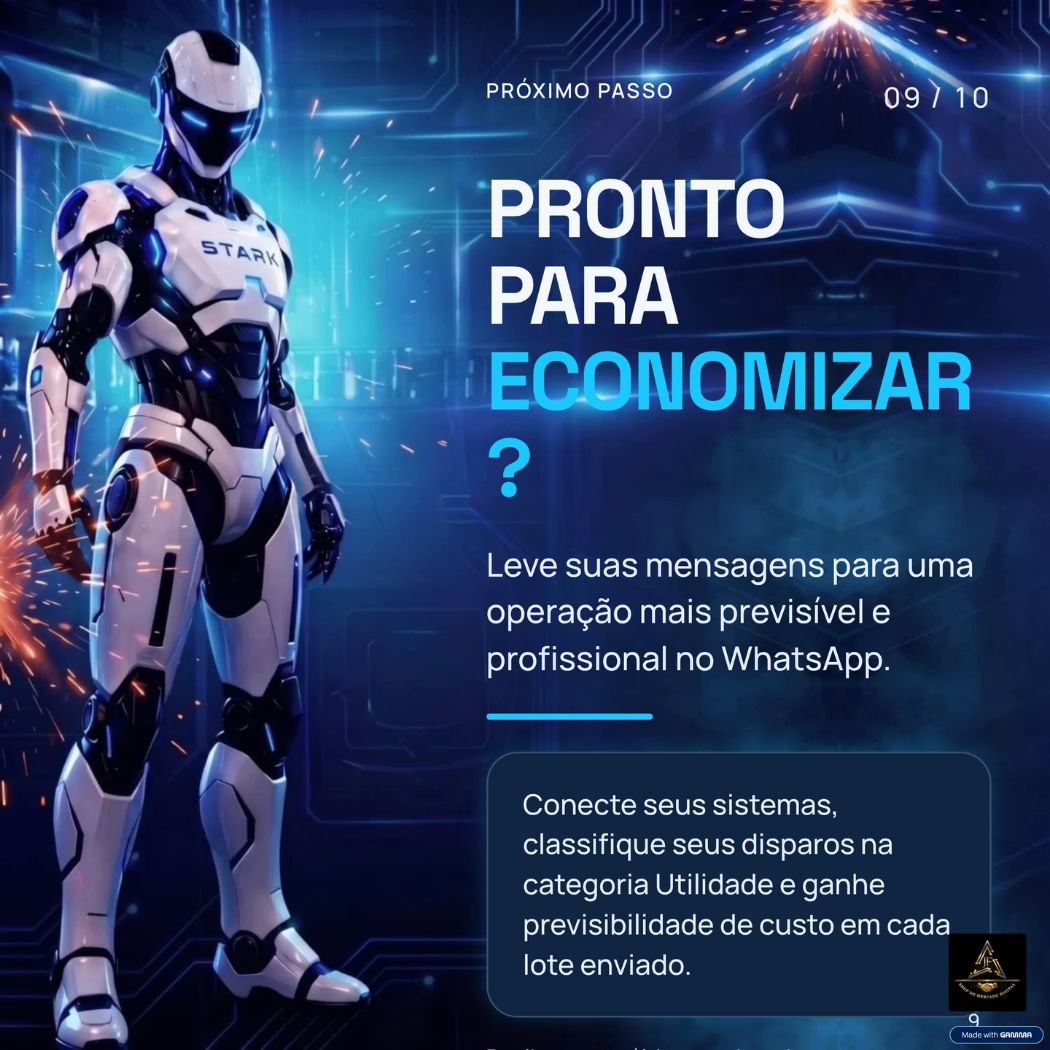 PRÓXIMO PASSO
09 / 10
STARK
PRONTO
PARA
ECONOMIZAR
?
Leve suas mensagens para uma
operação mais previsível e
profissional no WhatsApp.
Conecte seus sistemas,
classifique seus disparos na
categoria Utilidade e ganhe
previsibilidade de custo em cada
lote enviado.
9
Made with GAMMA